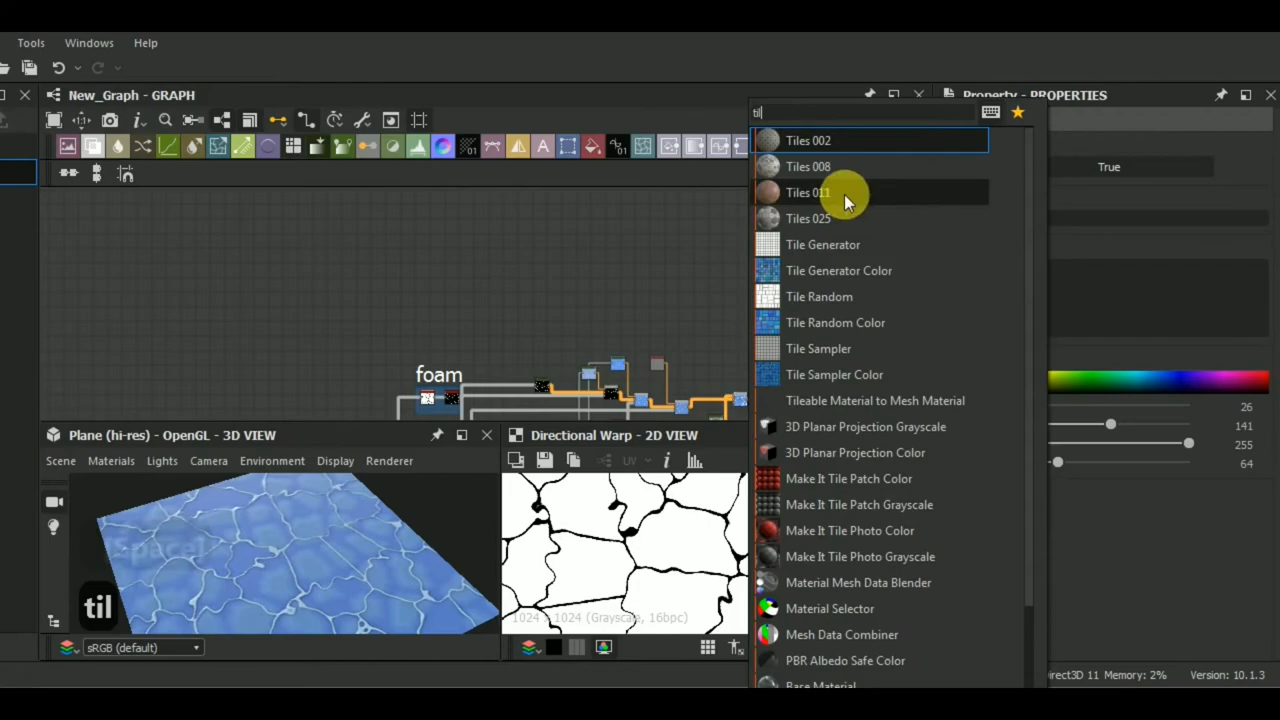 Tools Windows Help
New_Graph - GRAPH
Property - PROPERTIES
til
Tiles 002
Tiles 008
True
Tiles 011
Tiles 025
Tile Generator
Tile Generator Color
Tile Random
Tile Random Color
Tile Sampler
Tile Sampler Color
foam
Tileable Material to Mesh Material
26
3D Planar Projection Grayscale
141
3D Planar Projection Color
255
64
Plane (hi-res) - OpenGL - 3D VIEW
Directional Warp - 2D VIEW
Scene Materials Lights Camera Environment Display Renderer
UV
Make It Tile Patch Color
Make It Tile Patch Grayscale
Make It Tile Photo Color
Make It Tile Photo Grayscale
Material Mesh Data Blender
Material Selector
Mesh Data Combiner
PBR Albedo Safe Color
Base Material
[Space]
til
1024 x 1024 (Grayscale, 16bpc)
sRGB (default)
irect3D 11 Memory: 2% Version: 10.1.3